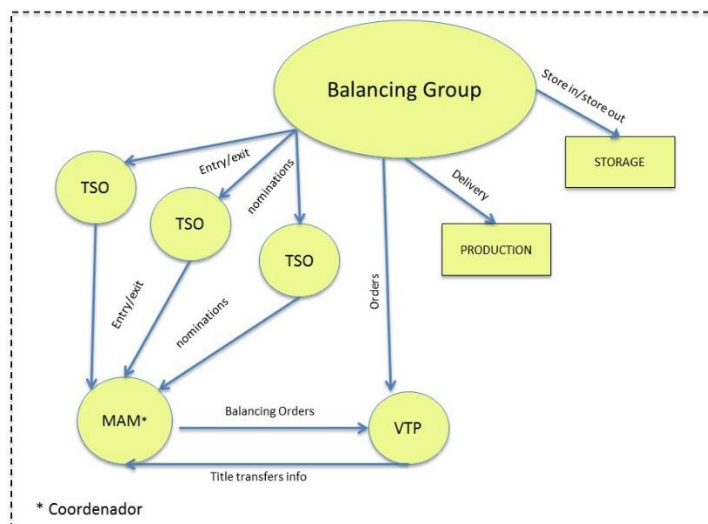 Balancing Group
Store in/store out
STORAGE
Entry/exit
nominations
Delivery
TSO
TSO
TSO
PRODUCTION
Orders
Entry/exit
nominations
MAM*
Balancing Orders
VTP
Title transfers info
* Coordenador